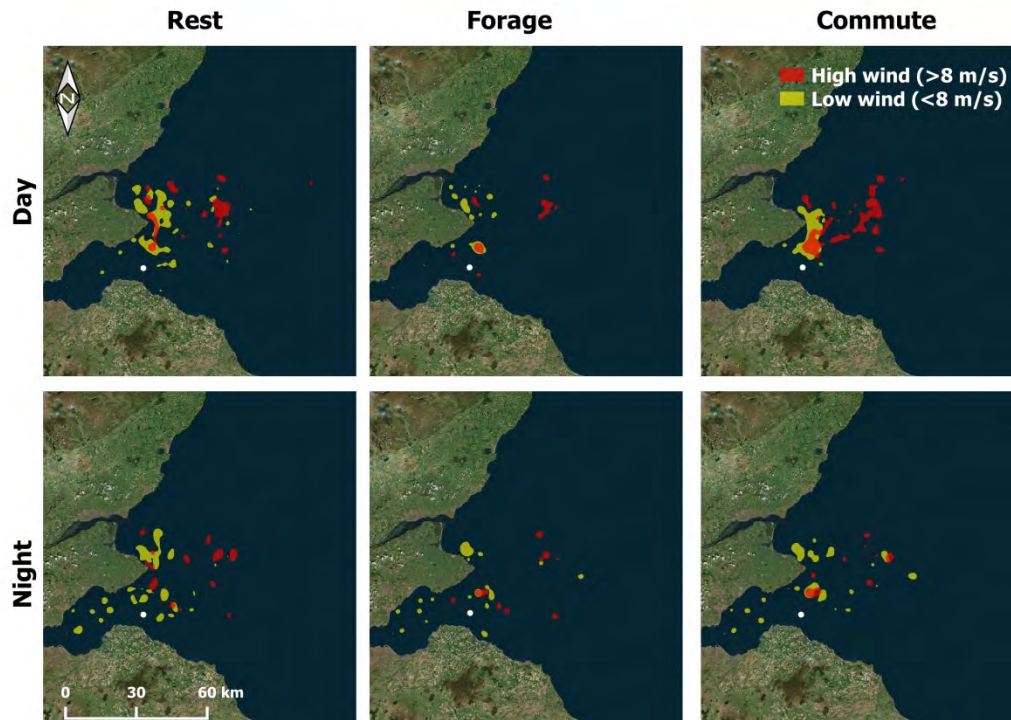 Rest
Forage
Commute
Day
N
High wind (>8 m/s)
Low wind (<8 m/s)
Night
0 30 60 km